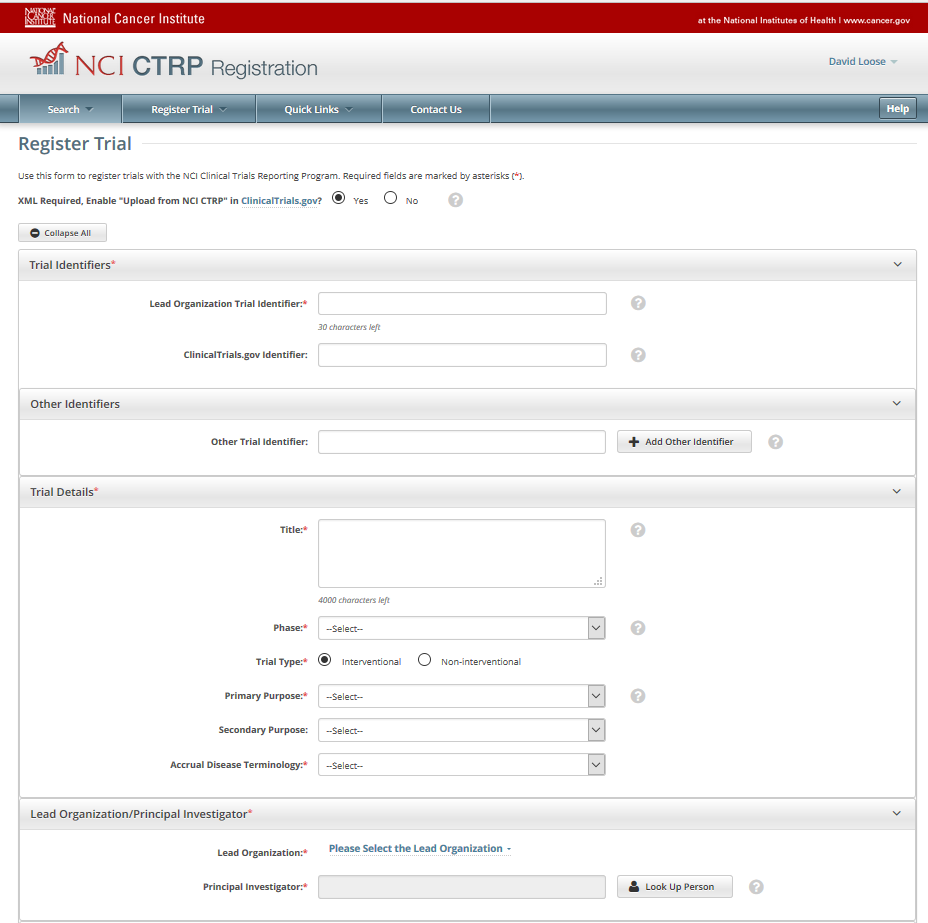 NATIONAL CANCER INSTITUTE National Cancer Institute
at the National Institutes of Health | www.cancer.gov
NCI CTRP Registration
David Loose
Search Register Trial Quick Links Contact Us Help
Register Trial
Use this form to register trials with the NCI Clinical Trials Reporting Program. Required fields are marked by asterisks (*).
XML Required, Enable "Upload from NCI CTRP" in ClinicalTrials.gov? Yes No ?
Collapse All
Trial Identifiers*
Lead Organization Trial Identifier:* ?
30 characters left
ClinicalTrials.gov Identifier: ?
Other Identifiers
Other Trial Identifier: Add Other Identifier ?
Trial Details*
Title:* ?
4000 characters left
Phase:* --Select-- ?
Trial Type:* Interventional Non-interventional
Primary Purpose:* --Select-- ?
Secondary Purpose: --Select--
Accrual Disease Terminology:* --Select--
Lead Organization/Principal Investigator*
Lead Organization:* Please Select the Lead Organization -
Principal Investigator:* Look Up Person ?